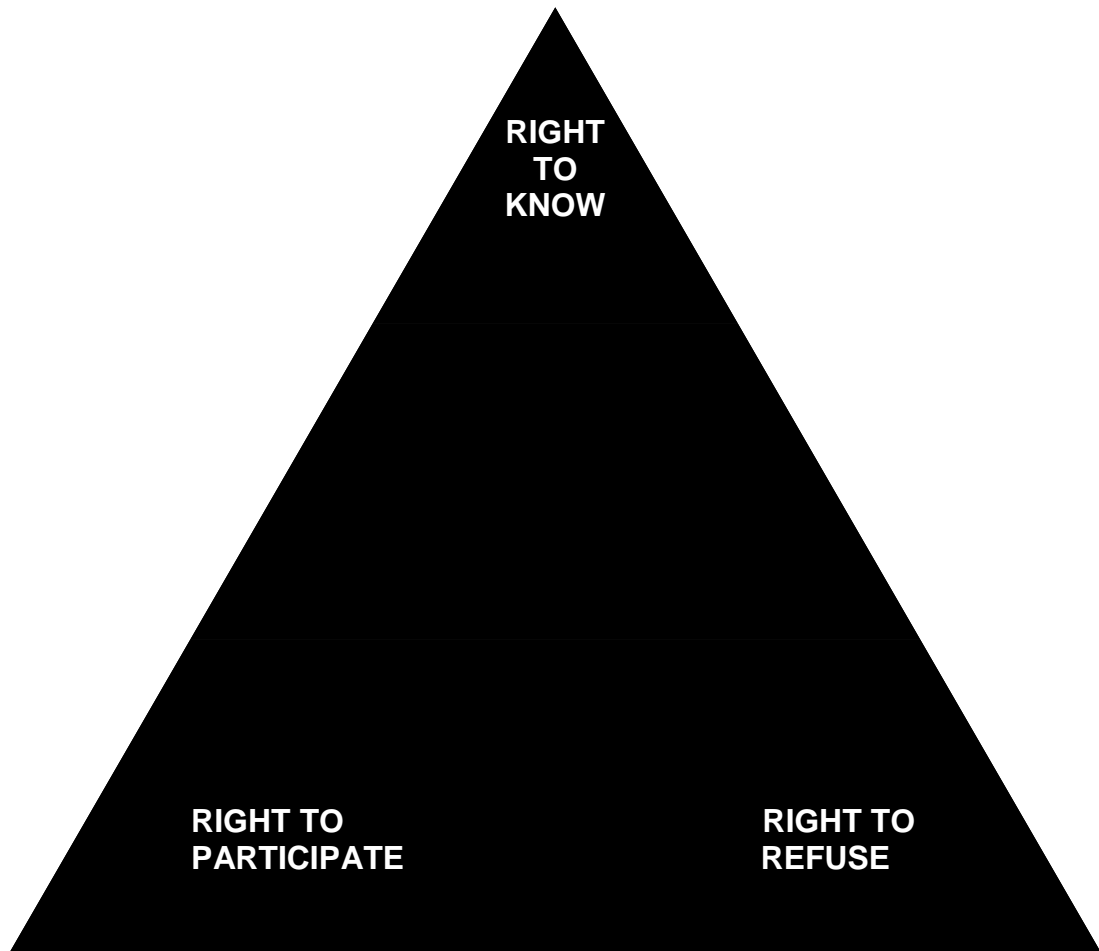 RIGHT
TO
KNOW
RIGHT TO
PARTICIPATE
RIGHT TO
REFUSE